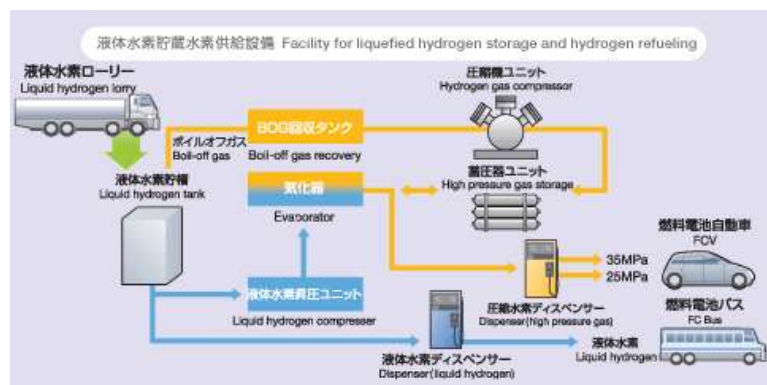 液体水素貯蔵水素供給設備 Facility for liquefied hydrogen storage and hydrogen refueling
液体水素ローリー
Liquid hydrogen lorry
ボイルオフガス
Boil-off gas
BOG回収タンク
Boil-off gas recovery
圧縮機ユニット
Hydrogen gas compressor
液体水素貯槽
Liquid hydrogen tank
気化器
Evaporator
蓄圧器ユニット
High pressure gas storage
液体水素昇圧ユニット
Liquid hydrogen compresser
圧縮水素ディスペンサー
Dispenser(high pressure gas)
35MPa
25MPa
燃料電池自動車
FCV
燃料電池バス
FC Bus
液体水素ディスペンサー
Dispenser(liquid hydrogen)
液体水素
Liquid hydrogen